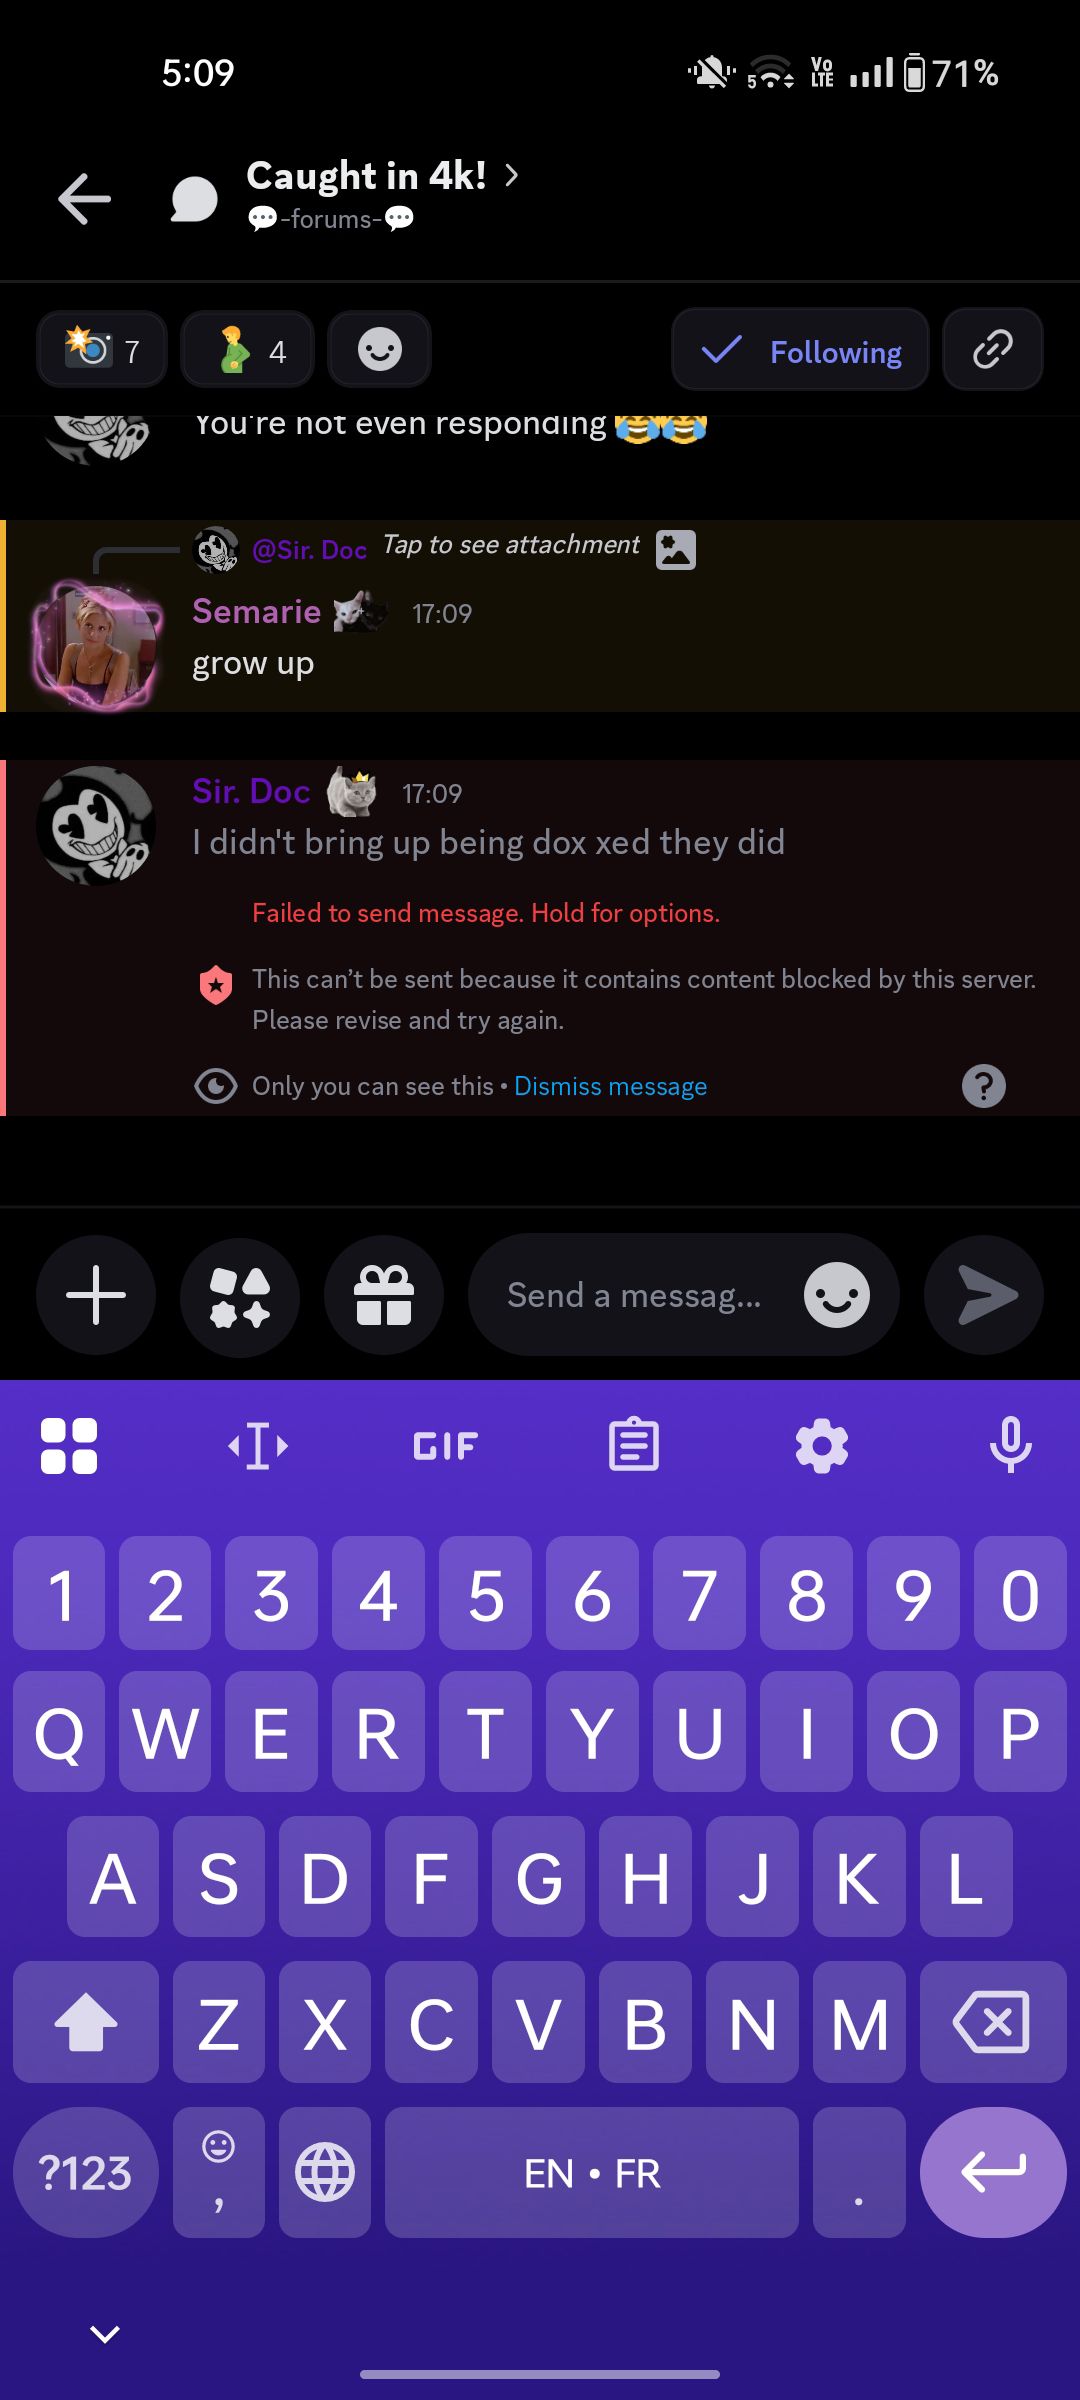 5:09
5 Vo LTE 71%
Caught in 4k!
💬-forums-💬
7 4 Following
You're not even responding 😂😂
@Sir. Doc Tap to see attachment
Semarie 17:09
grow up
Sir. Doc 17:09
I didn't bring up being dox xed they did
Failed to send message. Hold for options.
This can't be sent because it contains content blocked by this server.
Please revise and try again.
Only you can see this • Dismiss message
?
Send a messag...
GIF
1 2 3 4 5 6 7 8 9 0
Q W E R T Y U I O P
A S D F G H J K L
Z X C V B N M
?123 , EN • FR .